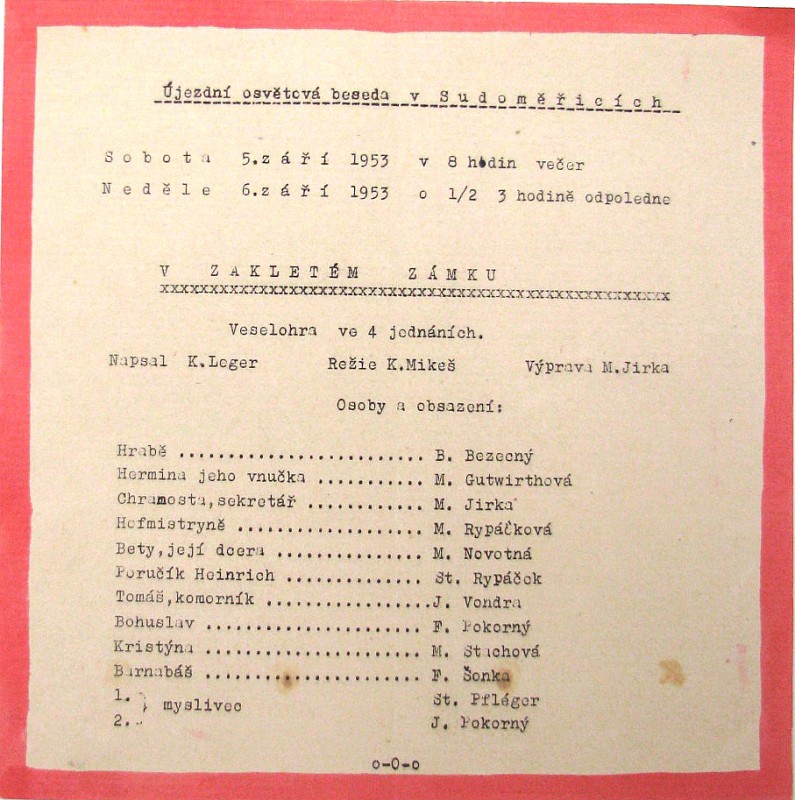 Újezdní osvětová beseda v Sudoměřicích
Sobota 5.září 1953 v 8 hodin večer
Neděle 6.září 1953 o 1/2 3 hodině odpoledne
V ZAKLETÉM ZÁMKU
xxxxxxxxxxxxxxxxxxxxxxxxxxxxxxxxxxxxxxxxxxxxxxxxxxx
Veselohra ve 4 jednáních.
Napsal K.Leger Režie K.Mikeš Výprava M.Jirka
Osoby a obsazení:
Hrabě ......................... B. Bezecný
Hermina jeho vnučka ........... M. Gutwirthová
Chramosta,sekretář ............ M. Jirka
Hofmistryně ................... M. Rypáčková
Bety,její dcera ............... M. Novotná
Poručík Heinrich .............. St. Rypáček
Tomáš,komorník .................J. Vondra
Bohuslav ...................... F. Pokorný
Kristýna ...................... M. Stachová
Barnabáš ...................... F. Šonka
1. } myslivec St. Pfléger
2. J. Pokorný
o-0-o